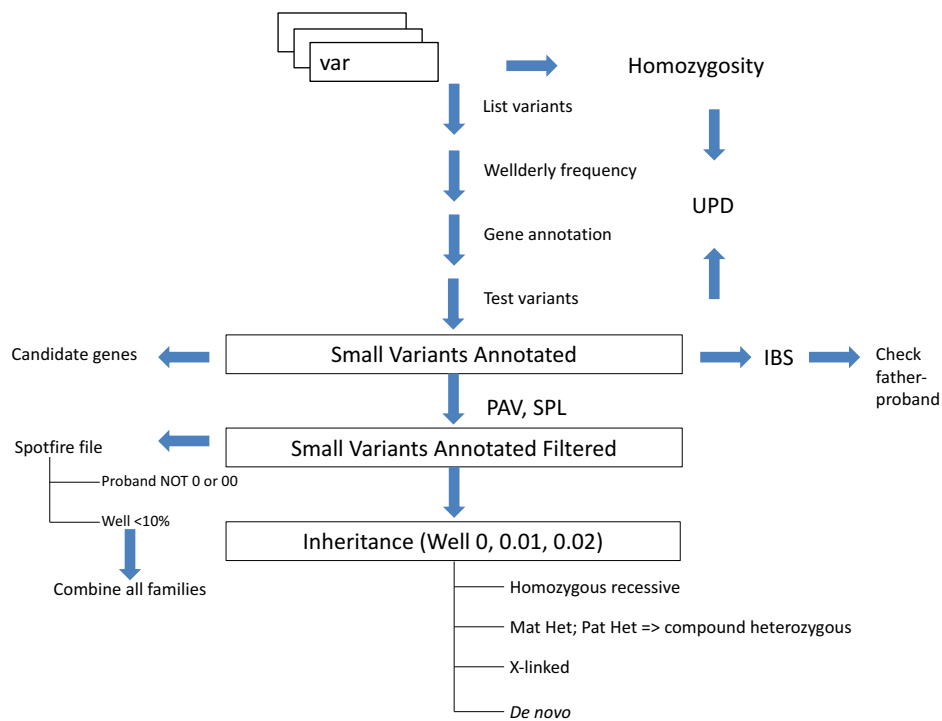 var
Homozygosity
List variants
Wellderly frequency
UPD
Gene annotation
Test variants
Candidate genes
Small Variants Annotated
IBS
Check
father-
proband
PAV, SPL
Spotfire file
Small Variants Annotated Filtered
Proband NOT 0 or 00
Well <10%
Combine all families
Inheritance (Well 0, 0.01, 0.02)
Homozygous recessive
Mat Het; Pat Het => compound heterozygous
X-linked
De novo